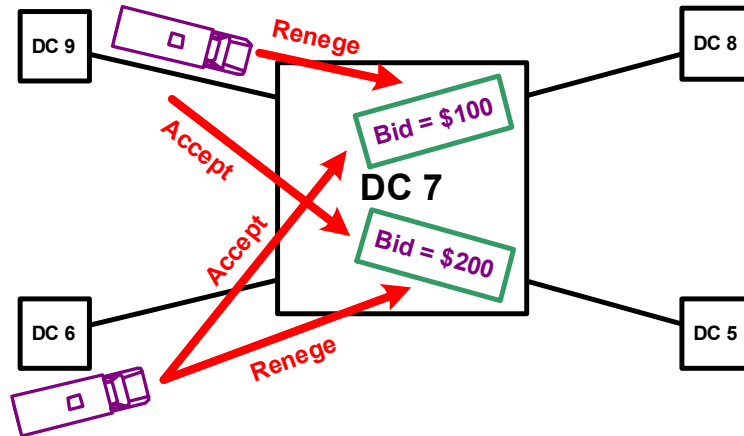 DC 9
Renege
DC 8
Bid = $100
Accept
DC 7
Accept
Bid = $200
DC 6
DC 5
Renege